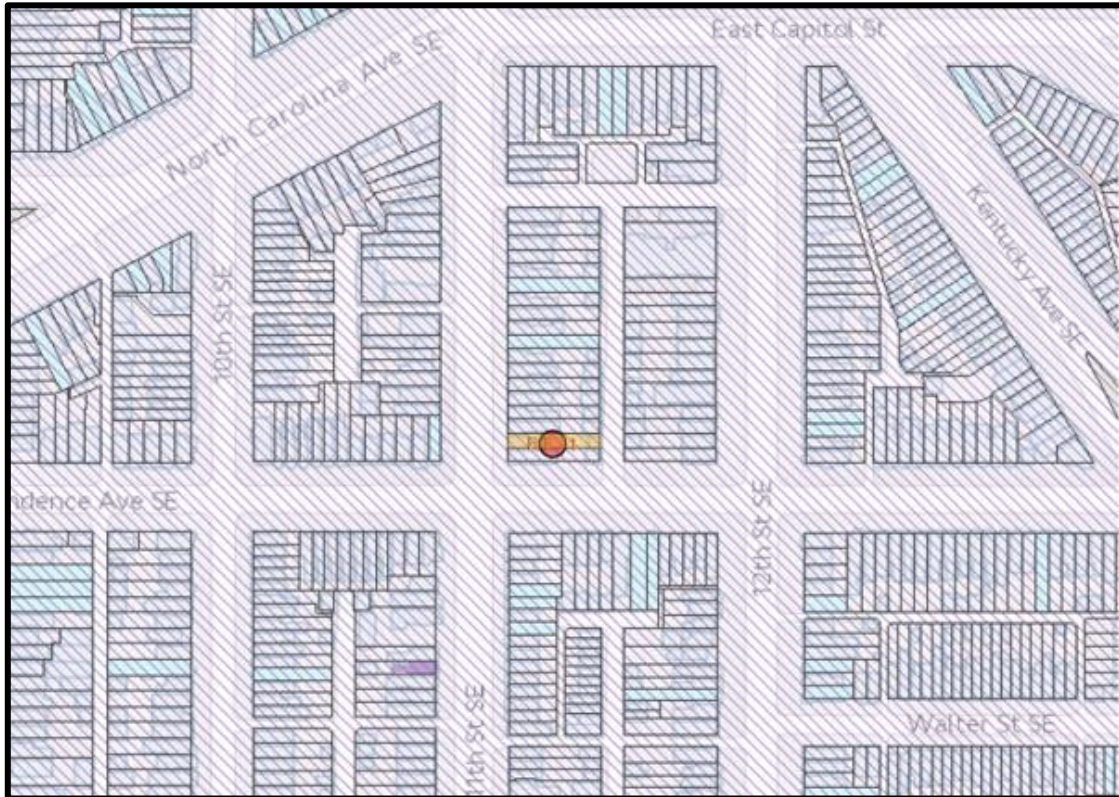 East Capitol St
North Carolina Ave SE
Kentucky Ave SE
10th St SE
ndence Ave SE
12th St SE
11th St SE
Walter St SE